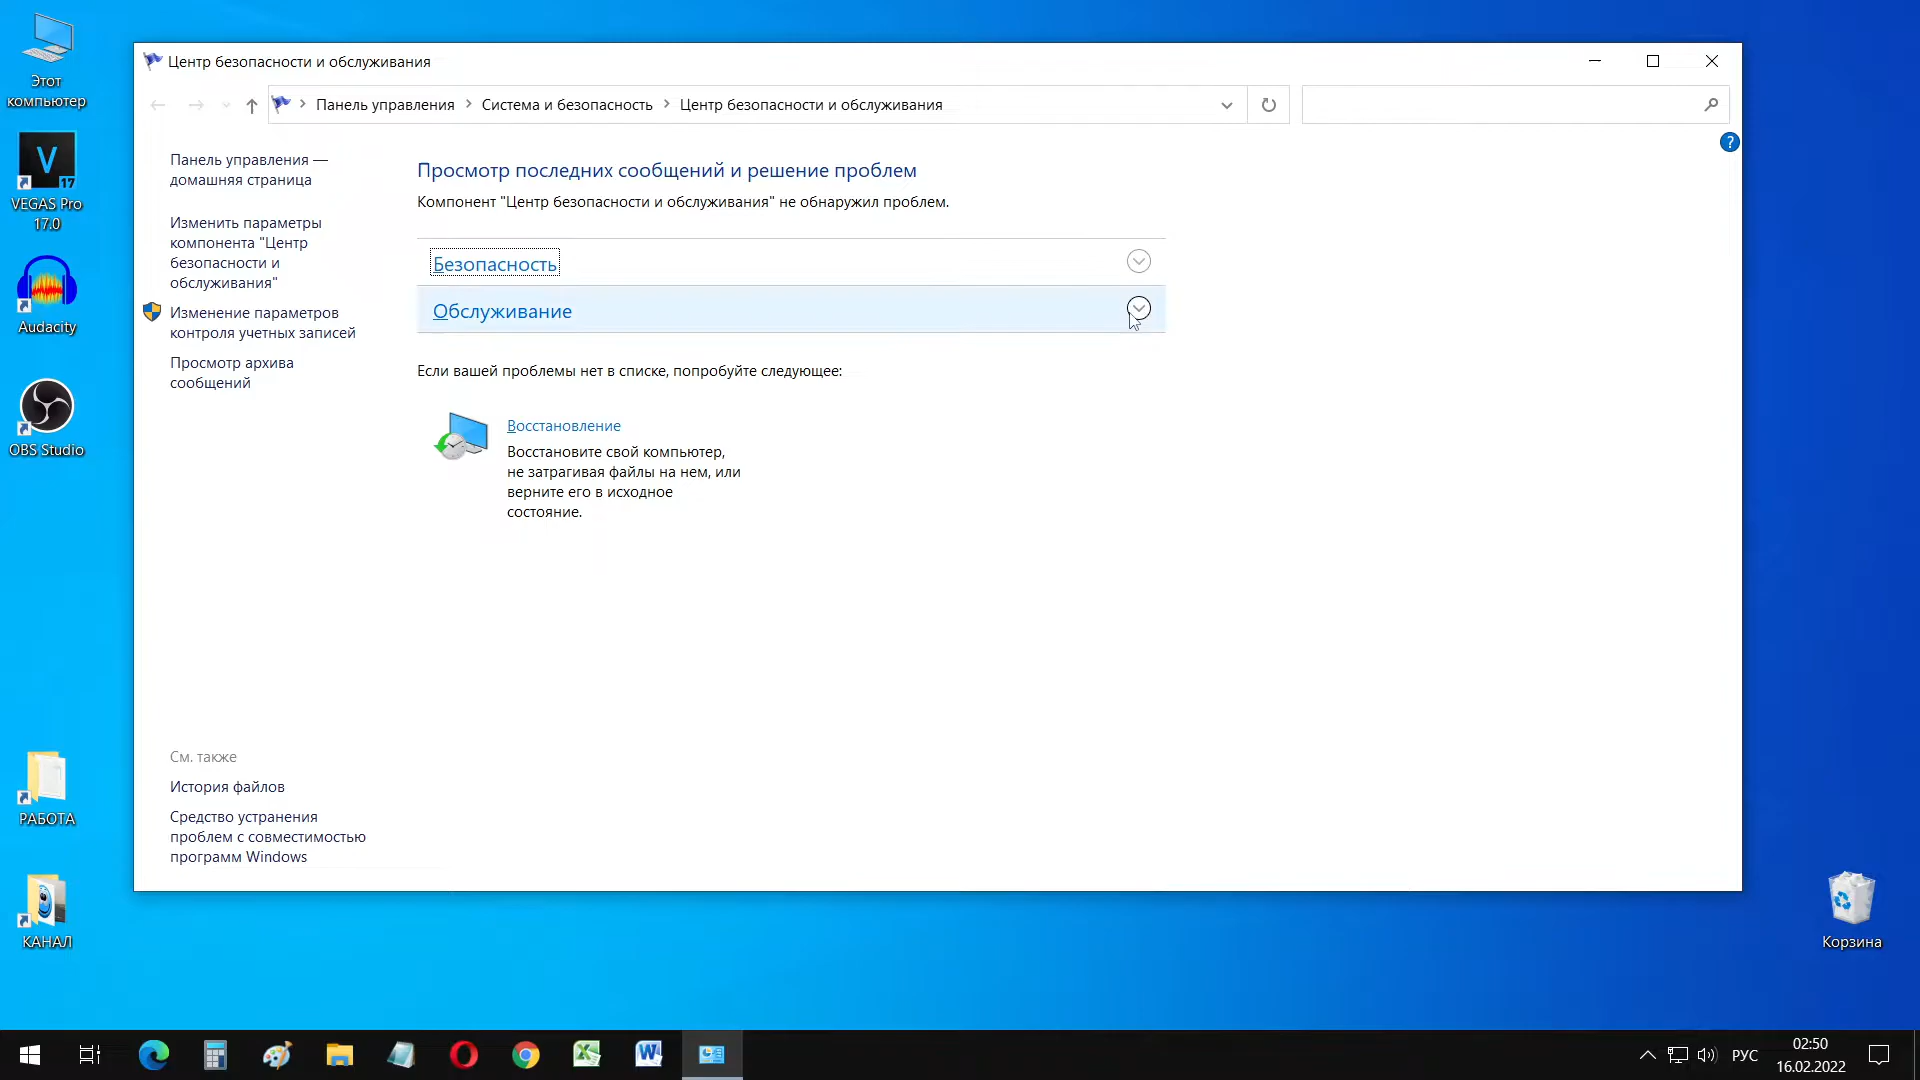 Этот
компьютер
VEGAS Pro
17.0
Audacity
OBS Studio
РАБОТА
КАНАЛ
Центр безопасности и обслуживания
Панель управления
Система и безопасность
Центр безопасности и обслуживания
Панель управления —
домашняя страница
Изменить параметры
компонента "Центр
безопасности и
обслуживания"
Изменение параметров
контроля учетных записей
Просмотр архива
сообщений
Просмотр последних сообщений и решение проблем
Компонент "Центр безопасности и обслуживания" не обнаружил проблем.
Безопасность
Обслуживание
Если вашей проблемы нет в списке, попробуйте следующее:
Восстановление
Восстановите свой компьютер,
не затрагивая файлы на нем, или
верните его в исходное
состояние.
См. также
История файлов
Средство устранения
проблем с совместимостью
программ Windows
Корзина
РУС
02:50
16.02.2022